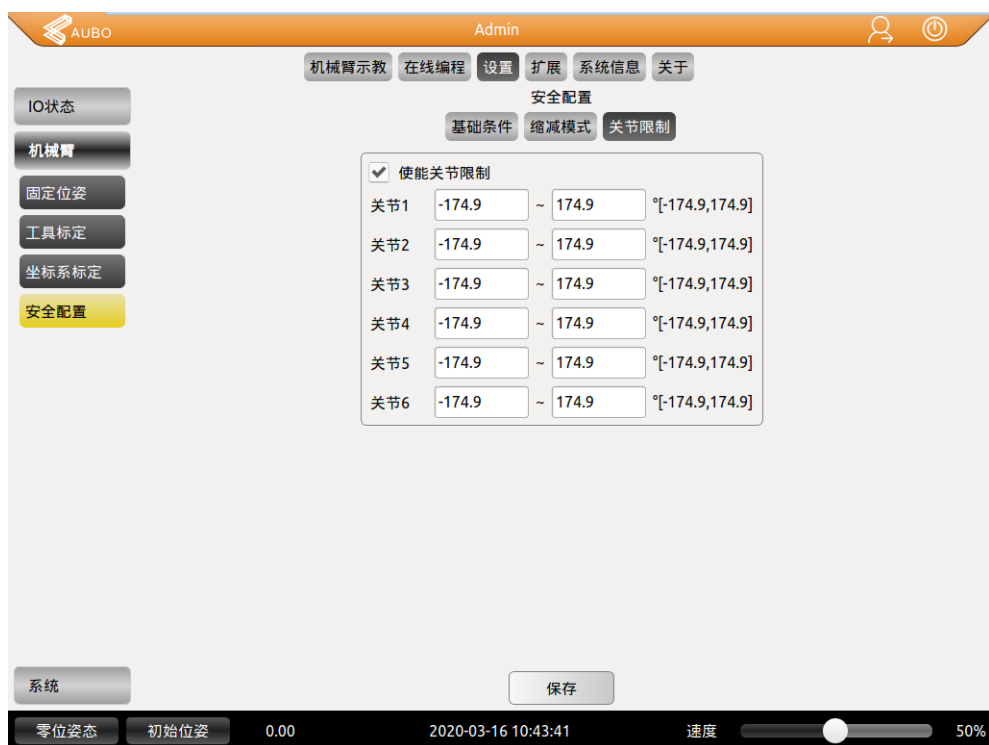 AUBO Admin
机械臂示教 在线编程 设置 扩展 系统信息 关于
安全配置
基础条件 缩减模式 关节限制
IO状态
机械臂
固定位姿
工具标定
坐标系标定
安全配置
使能关节限制
关节1 -174.9 ~ 174.9 °[-174.9,174.9]
关节2 -174.9 ~ 174.9 °[-174.9,174.9]
关节3 -174.9 ~ 174.9 °[-174.9,174.9]
关节4 -174.9 ~ 174.9 °[-174.9,174.9]
关节5 -174.9 ~ 174.9 °[-174.9,174.9]
关节6 -174.9 ~ 174.9 °[-174.9,174.9]
系统 保存
零位姿态 初始位姿 0.00 2020-03-16 10:43:41 速度 50%